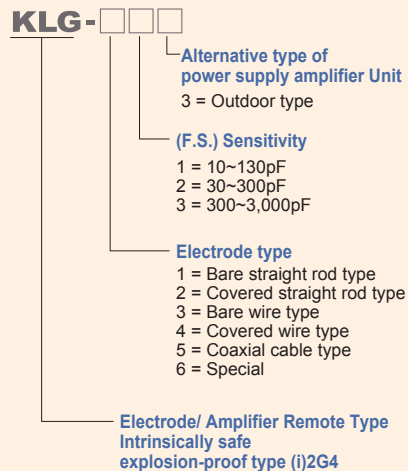 KLG-□□□
Alternative type of
power supply amplifier Unit
3 = Outdoor type
(F.S.) Sensitivity
1 = 10~130pF
2 = 30~300pF
3 = 300~3,000pF
Electrode type
1 = Bare straight rod type
2 = Covered straight rod type
3 = Bare wire type
4 = Covered wire type
5 = Coaxial cable type
6 = Special
Electrode/ Amplifier Remote Type
Intrinsically safe
explosion-proof type (i)2G4